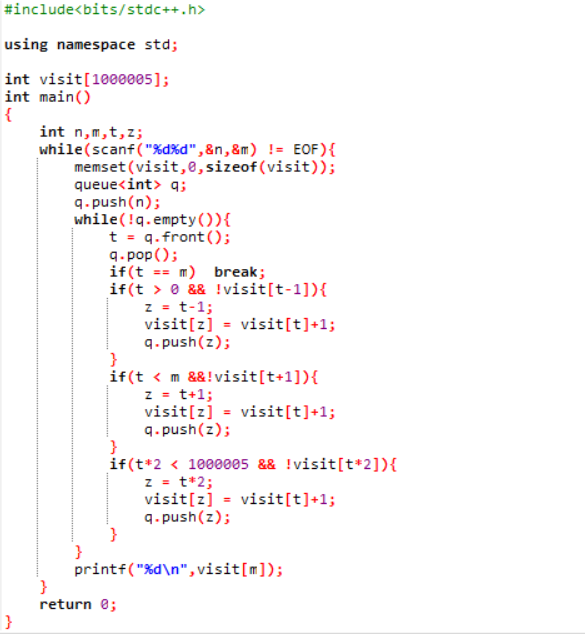 #include<bits/stdc++.h>
using namespace std;
int visit[1000005];
int main()
{
int n,m,t,z;
while(scanf("%d%d",&n,&m) != EOF){
memset(visit,0,sizeof(visit));
queue<int> q;
q.push(n);
while(!q.empty()){
t = q.front();
q.pop();
if(t == m)  break;
if(t > 0 && !visit[t-1]){
z = t-1;
visit[z] = visit[t]+1;
q.push(z);
}
if(t < m &&!visit[t+1]){
z = t+1;
visit[z] = visit[t]+1;
q.push(z);
}
if(t*2 < 1000005 && !visit[t*2]){
z = t*2;
visit[z] = visit[t]+1;
q.push(z);
}
}
printf("%d\n",visit[m]);
}
return 0;
}